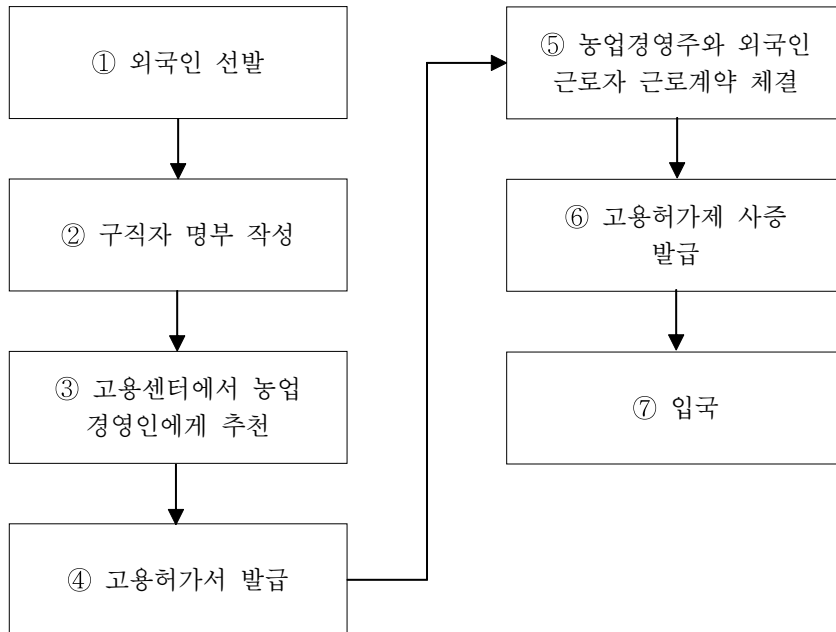 ① 외국인 선발
② 구직자 명부 작성
③ 고용센터에서 농업
경영인에게 추천
④ 고용허가서 발급
⑤ 농업경영주와 외국인
근로자 근로계약 체결
⑥ 고용허가제 사증
발급
⑦ 입국